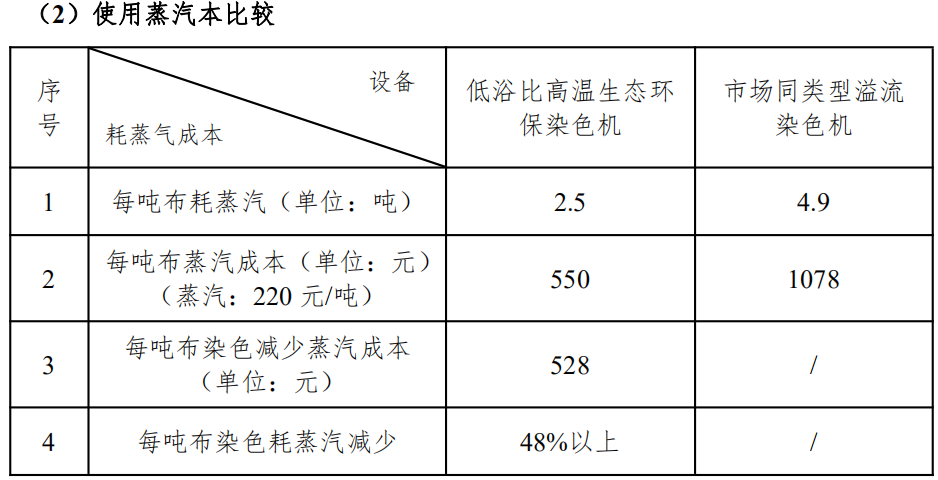 （2）使用蒸汽本比较
序号
设备
耗蒸气成本
低浴比高温生态环
保染色机
市场同类型溢流
染色机
1
每吨布耗蒸汽（单位：吨）
2.5
4.9
2
每吨布蒸汽成本（单位：元）
（蒸汽：220 元/吨）
550
1078
3
每吨布染色减少蒸汽成本
（单位：元）
528
/
4
每吨布染色耗蒸汽减少
48%以上
/